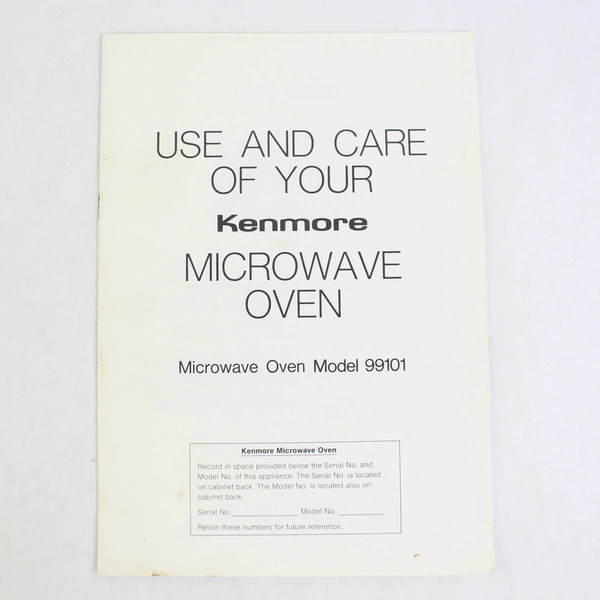 USE AND CARE
OF YOUR
Kenmore
MICROWAVE
OVEN
Microwave Oven Model 99101
Kenmore Microwave Oven
Record in space provided below the Serial No. and
Model No. of this appliance. The Serial No. is located
on cabinet back. The Model No. is located also on
cabinet back.
Serial No.________________ Model No. ___________
Retain these numbers for future reference.